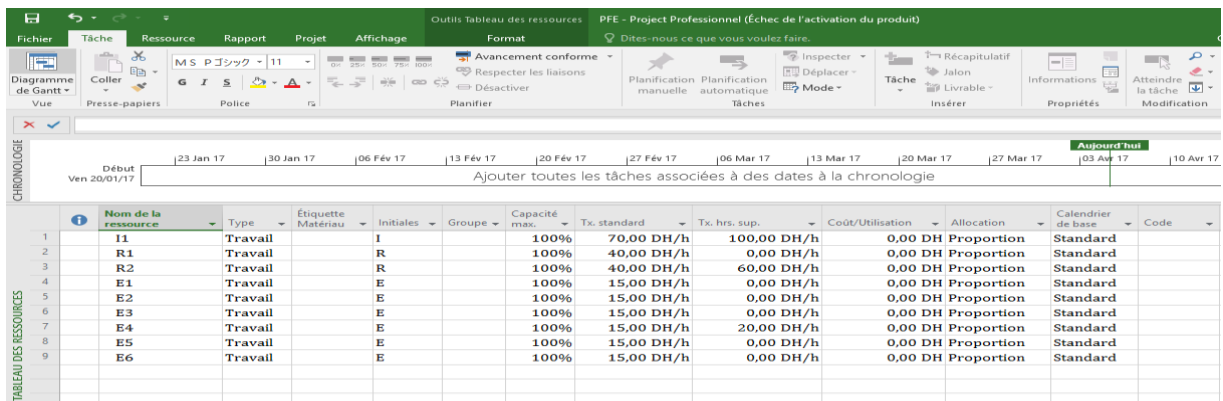 Outils Tableau des ressources PFE - Project Professionnel (Échec de l'activation du produit)
Fichier Tâche Ressource Rapport Projet Affichage Format Dites-nous ce que vous voulez faire.
Diagramme de Gantt
Vue
Coller
Presse-papiers
MS Pゴシック 11
G I S A
Police
0% 25% 50% 75% 100%
Avancement conforme
Respecter les liaisons
Désactiver
Planifier
Planification manuelle
Planification automatique
Inspecter
Déplacer
Mode
Tâches
Tâche
Récapitulatif
Jalon
Livrable
Insérer
Informations
Propriétés
Atteindre la tâche
Modification
CHRONOLOGIE
Aujourd'hui
23 Jan 17 30 Jan 17 06 Fév 17 13 Fév 17 20 Fév 17 27 Fév 17 06 Mar 17 13 Mar 17 20 Mar 17 27 Mar 17 03 Avr 17 10 Avr 17
Début
Ven 20/01/17
Ajouter toutes les tâches associées à des dates à la chronologie
TABLEAU DES RESSOURCES
Nom de la ressource Type Étiquette Matériau Initiales Groupe Capacité max. Tx. standard Tx. hrs. sup. Coût/Utilisation Allocation Calendrier de base Code
1 I1 Travail I 100% 70,00 DH/h 100,00 DH/h 0,00 DH Proportion Standard
2 R1 Travail R 100% 40,00 DH/h 0,00 DH/h 0,00 DH Proportion Standard
3 R2 Travail R 100% 40,00 DH/h 60,00 DH/h 0,00 DH Proportion Standard
4 E1 Travail E 100% 15,00 DH/h 0,00 DH/h 0,00 DH Proportion Standard
5 E2 Travail E 100% 15,00 DH/h 0,00 DH/h 0,00 DH Proportion Standard
6 E3 Travail E 100% 15,00 DH/h 0,00 DH/h 0,00 DH Proportion Standard
7 E4 Travail E 100% 15,00 DH/h 20,00 DH/h 0,00 DH Proportion Standard
8 E5 Travail E 100% 15,00 DH/h 0,00 DH/h 0,00 DH Proportion Standard
9 E6 Travail E 100% 15,00 DH/h 0,00 DH/h 0,00 DH Proportion Standard